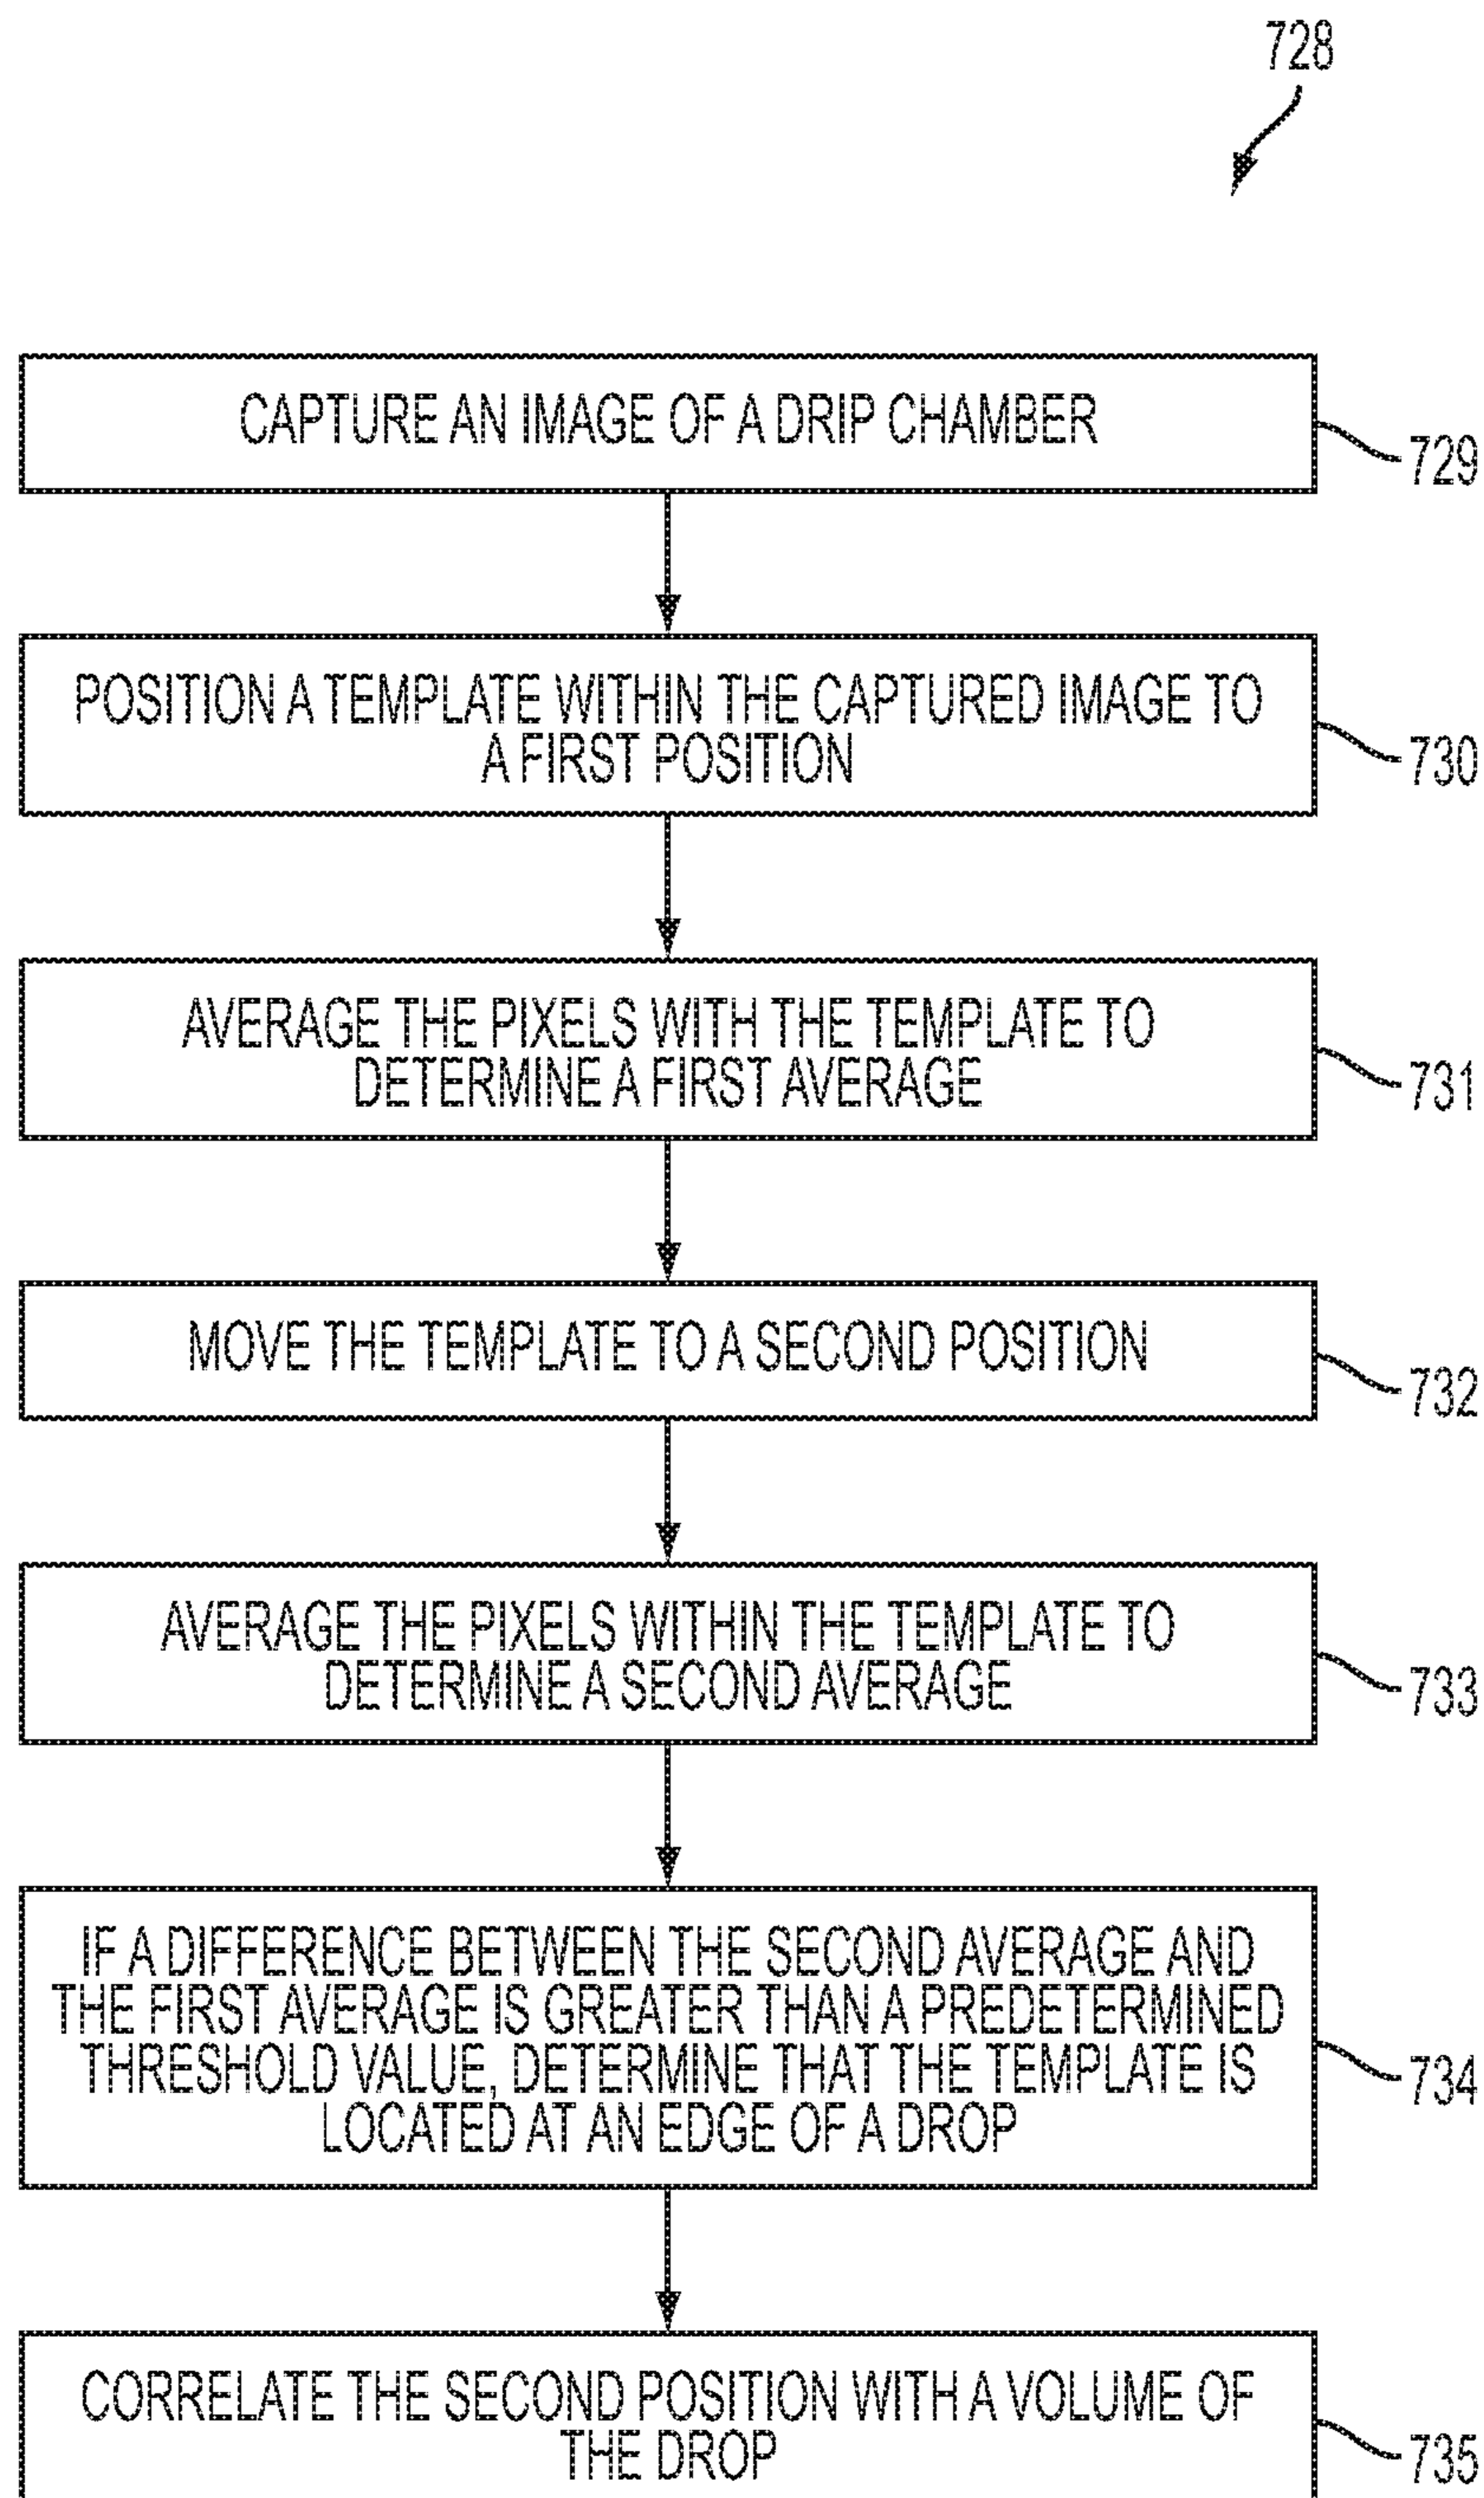 728
CAPTURE AN IMAGE OF A DRIP CHAMBER
729
POSITION A TEMPLATE WITHIN THE CAPTURED IMAGE TO
A FIRST POSITION
730
AVERAGE THE PIXELS WITH THE TEMPLATE TO
DETERMINE A FIRST AVERAGE
731
MOVE THE TEMPLATE TO A SECOND POSITION
732
AVERAGE THE PIXELS WITHIN THE TEMPLATE TO
DETERMINE A SECOND AVERAGE
733
IF A DIFFERENCE BETWEEN THE SECOND AVERAGE AND
THE FIRST AVERAGE IS GREATER THAN A PREDETERMINED
THRESHOLD VALUE, DETERMINE THAT THE TEMPLATE IS
LOCATED AT AN EDGE OF A DROP
734
CORRELATE THE SECOND POSITION WITH A VOLUME OF
THE DROP
735